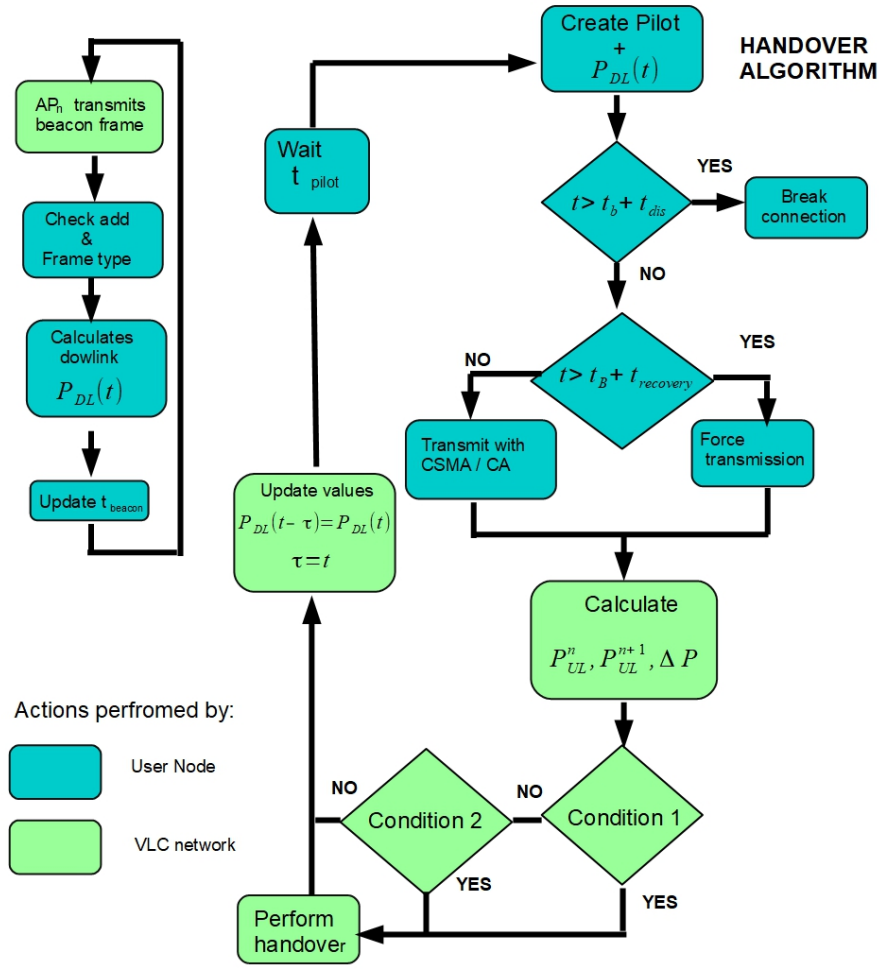 HANDOVER
ALGORITHM
APn transmits
beacon frame
Check add
&
Frame type
Calculates
dowlink
P_DL(t)
Update t beacon
Create Pilot
+
P_DL(t)
t > t_b + t_dis
YES
Break
connection
NO
t > t_B + t_recovery
NO
YES
Transmit with
CSMA / CA
Force
transmission
Calculate
P^n_UL, P^{n+1}_UL, Δ P
Condition 1
NO
YES
Condition 2
NO
YES
Perform
handover
Update values
P_DL(t − τ)=P_DL(t)
τ=t
Wait
t pilot
Actions perfromed by:
User Node
VLC network